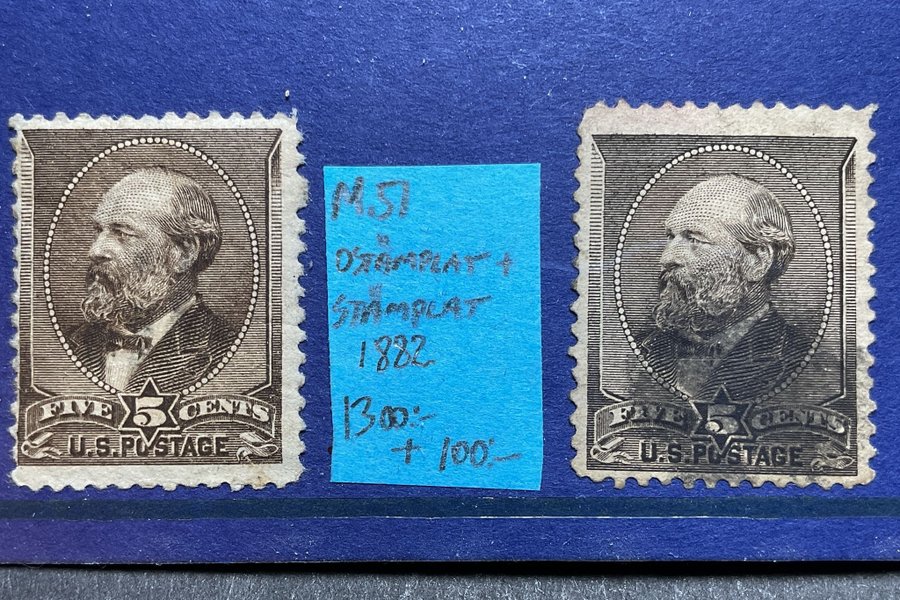 FIVE 5 CENTS
U.S. POSTAGE
M.51
OSTÄMPLAT +
STÄMPLAT
1882
1300:-
+ 100:-
FIVE 5 CENTS
U.S. POSTAGE